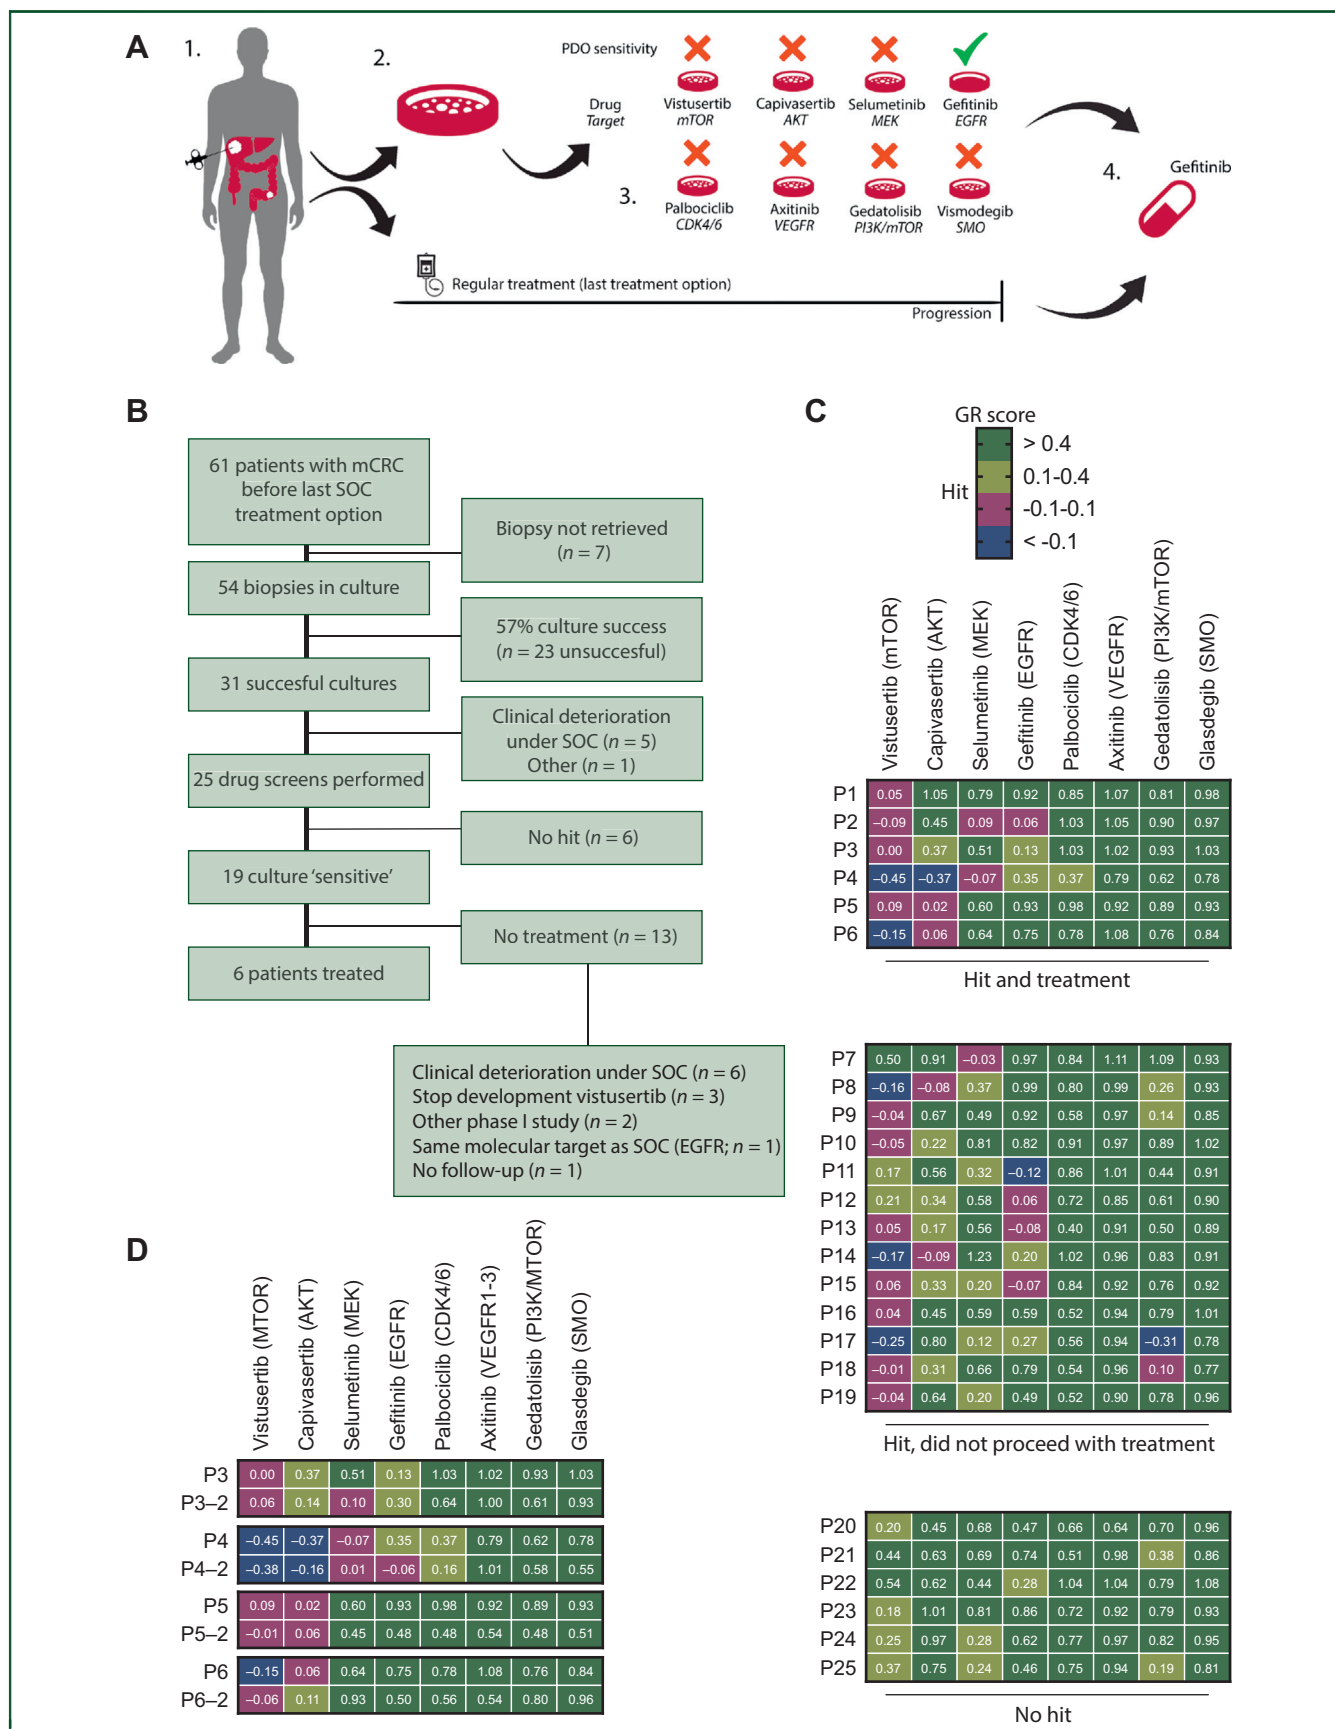 A
1.
2.
PDO sensitivity
Drug
Target
Vistusertib
mTOR
Capivasertib
AKT
Selumetinib
MEK
Gefitinib
EGFR
3.
Palbociclib
CDK4/6
Axitinib
VEGFR
Gedatolisib
PI3K/mTOR
Vismodegib
SMO
4.
Gefitinib
Regular treatment (last treatment option)
Progression
B
61 patients with mCRC
before last SOC
treatment option
Biopsy not retrieved
(n = 7)
54 biopsies in culture
57% culture success
(n = 23 unsuccesful)
31 succesful cultures
Clinical deterioration
under SOC (n = 5)
Other (n = 1)
25 drug screens performed
No hit (n = 6)
19 culture 'sensitive'
No treatment (n = 13)
6 patients treated
Clinical deterioration under SOC (n = 6)
Stop development vistusertib (n = 3)
Other phase I study (n = 2)
Same molecular target as SOC (EGFR; n = 1)
No follow-up (n = 1)
C
GR score
Hit
> 0.4
0.1-0.4
-0.1-0.1
< -0.1
Vistusertib (mTOR)
Capivasertib (AKT)
Selumetinib (MEK)
Gefitinib (EGFR)
Palbociclib (CDK4/6)
Axitinib (VEGFR)
Gedatolisib (PI3K/mTOR)
Glasdegib (SMO)
P1 0.05 1.05 0.79 0.92 0.85 1.07 0.81 0.98
P2 –0.09 0.45 0.09 0.06 1.03 1.05 0.90 0.97
P3 0.00 0.37 0.51 0.13 1.03 1.02 0.93 1.03
P4 –0.45 –0.37 –0.07 0.35 0.37 0.79 0.62 0.78
P5 0.09 0.02 0.60 0.93 0.98 0.92 0.89 0.93
P6 –0.15 0.06 0.64 0.75 0.78 1.08 0.76 0.84
Hit and treatment
P7 0.50 0.91 –0.03 0.97 0.84 1.11 1.09 0.93
P8 –0.16 –0.08 0.37 0.99 0.80 0.99 0.26 0.93
P9 –0.04 0.67 0.49 0.92 0.58 0.97 0.14 0.85
P10 –0.05 0.22 0.81 0.82 0.91 0.97 0.89 1.02
P11 0.17 0.56 0.32 –0.12 0.86 1.01 0.44 0.91
P12 0.21 0.34 0.58 0.06 0.72 0.85 0.61 0.90
P13 0.05 0.17 0.56 –0.08 0.40 0.91 0.50 0.89
P14 –0.17 –0.09 1.23 0.20 1.02 0.96 0.83 0.91
P15 0.06 0.33 0.20 –0.07 0.84 0.92 0.76 0.92
P16 0.04 0.45 0.59 0.59 0.52 0.94 0.79 1.01
P17 –0.25 0.80 0.12 0.27 0.56 0.94 –0.31 0.78
P18 –0.01 0.31 0.66 0.79 0.54 0.96 0.10 0.77
P19 –0.04 0.64 0.20 0.49 0.52 0.90 0.78 0.96
Hit, did not proceed with treatment
P20 0.20 0.45 0.68 0.47 0.66 0.64 0.70 0.96
P21 0.44 0.63 0.69 0.74 0.51 0.98 0.38 0.86
P22 0.54 0.62 0.44 0.28 1.04 1.04 0.79 1.08
P23 0.18 1.01 0.81 0.86 0.72 0.92 0.79 0.93
P24 0.25 0.97 0.28 0.62 0.77 0.97 0.82 0.95
P25 0.37 0.75 0.24 0.46 0.75 0.94 0.19 0.81
No hit
D
Vistusertib (MTOR)
Capivasertib (AKT)
Selumetinib (MEK)
Gefitinib (EGFR)
Palbociclib (CDK4/6)
Axitinib (VEGFR1-3)
Gedatolisib (PI3K/MTOR)
Glasdegib (SMO)
P3 0.00 0.37 0.51 0.13 1.03 1.02 0.93 1.03
P3–2 0.06 0.14 0.10 0.30 0.64 1.00 0.61 0.93
P4 –0.45 –0.37 –0.07 0.35 0.37 0.79 0.62 0.78
P4–2 –0.38 –0.16 0.01 –0.06 0.16 1.01 0.58 0.55
P5 0.09 0.02 0.60 0.93 0.98 0.92 0.89 0.93
P5–2 –0.01 0.06 0.45 0.48 0.48 0.54 0.48 0.51
P6 –0.15 0.06 0.64 0.75 0.78 1.08 0.76 0.84
P6–2 –0.06 0.11 0.93 0.50 0.56 0.54 0.80 0.96